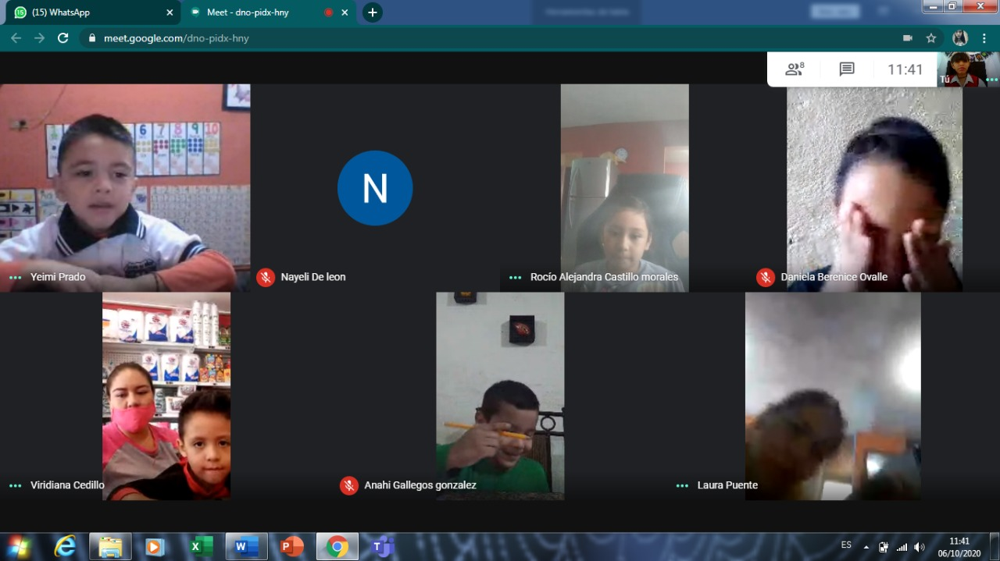 (15) WhatsApp
Meet - dno-pidx-hny
meet.google.com/dno-pidx-hny
8
11:41
Tú
6 7 8 9 10
N
Yeimi Prado
Nayeli De leon
Rocío Alejandra Castillo morales
Daniela Berenice Ovalle
Viridiana Cedillo
Anahi Gallegos gonzalez
Laura Puente
ES
11:41
06/10/2020